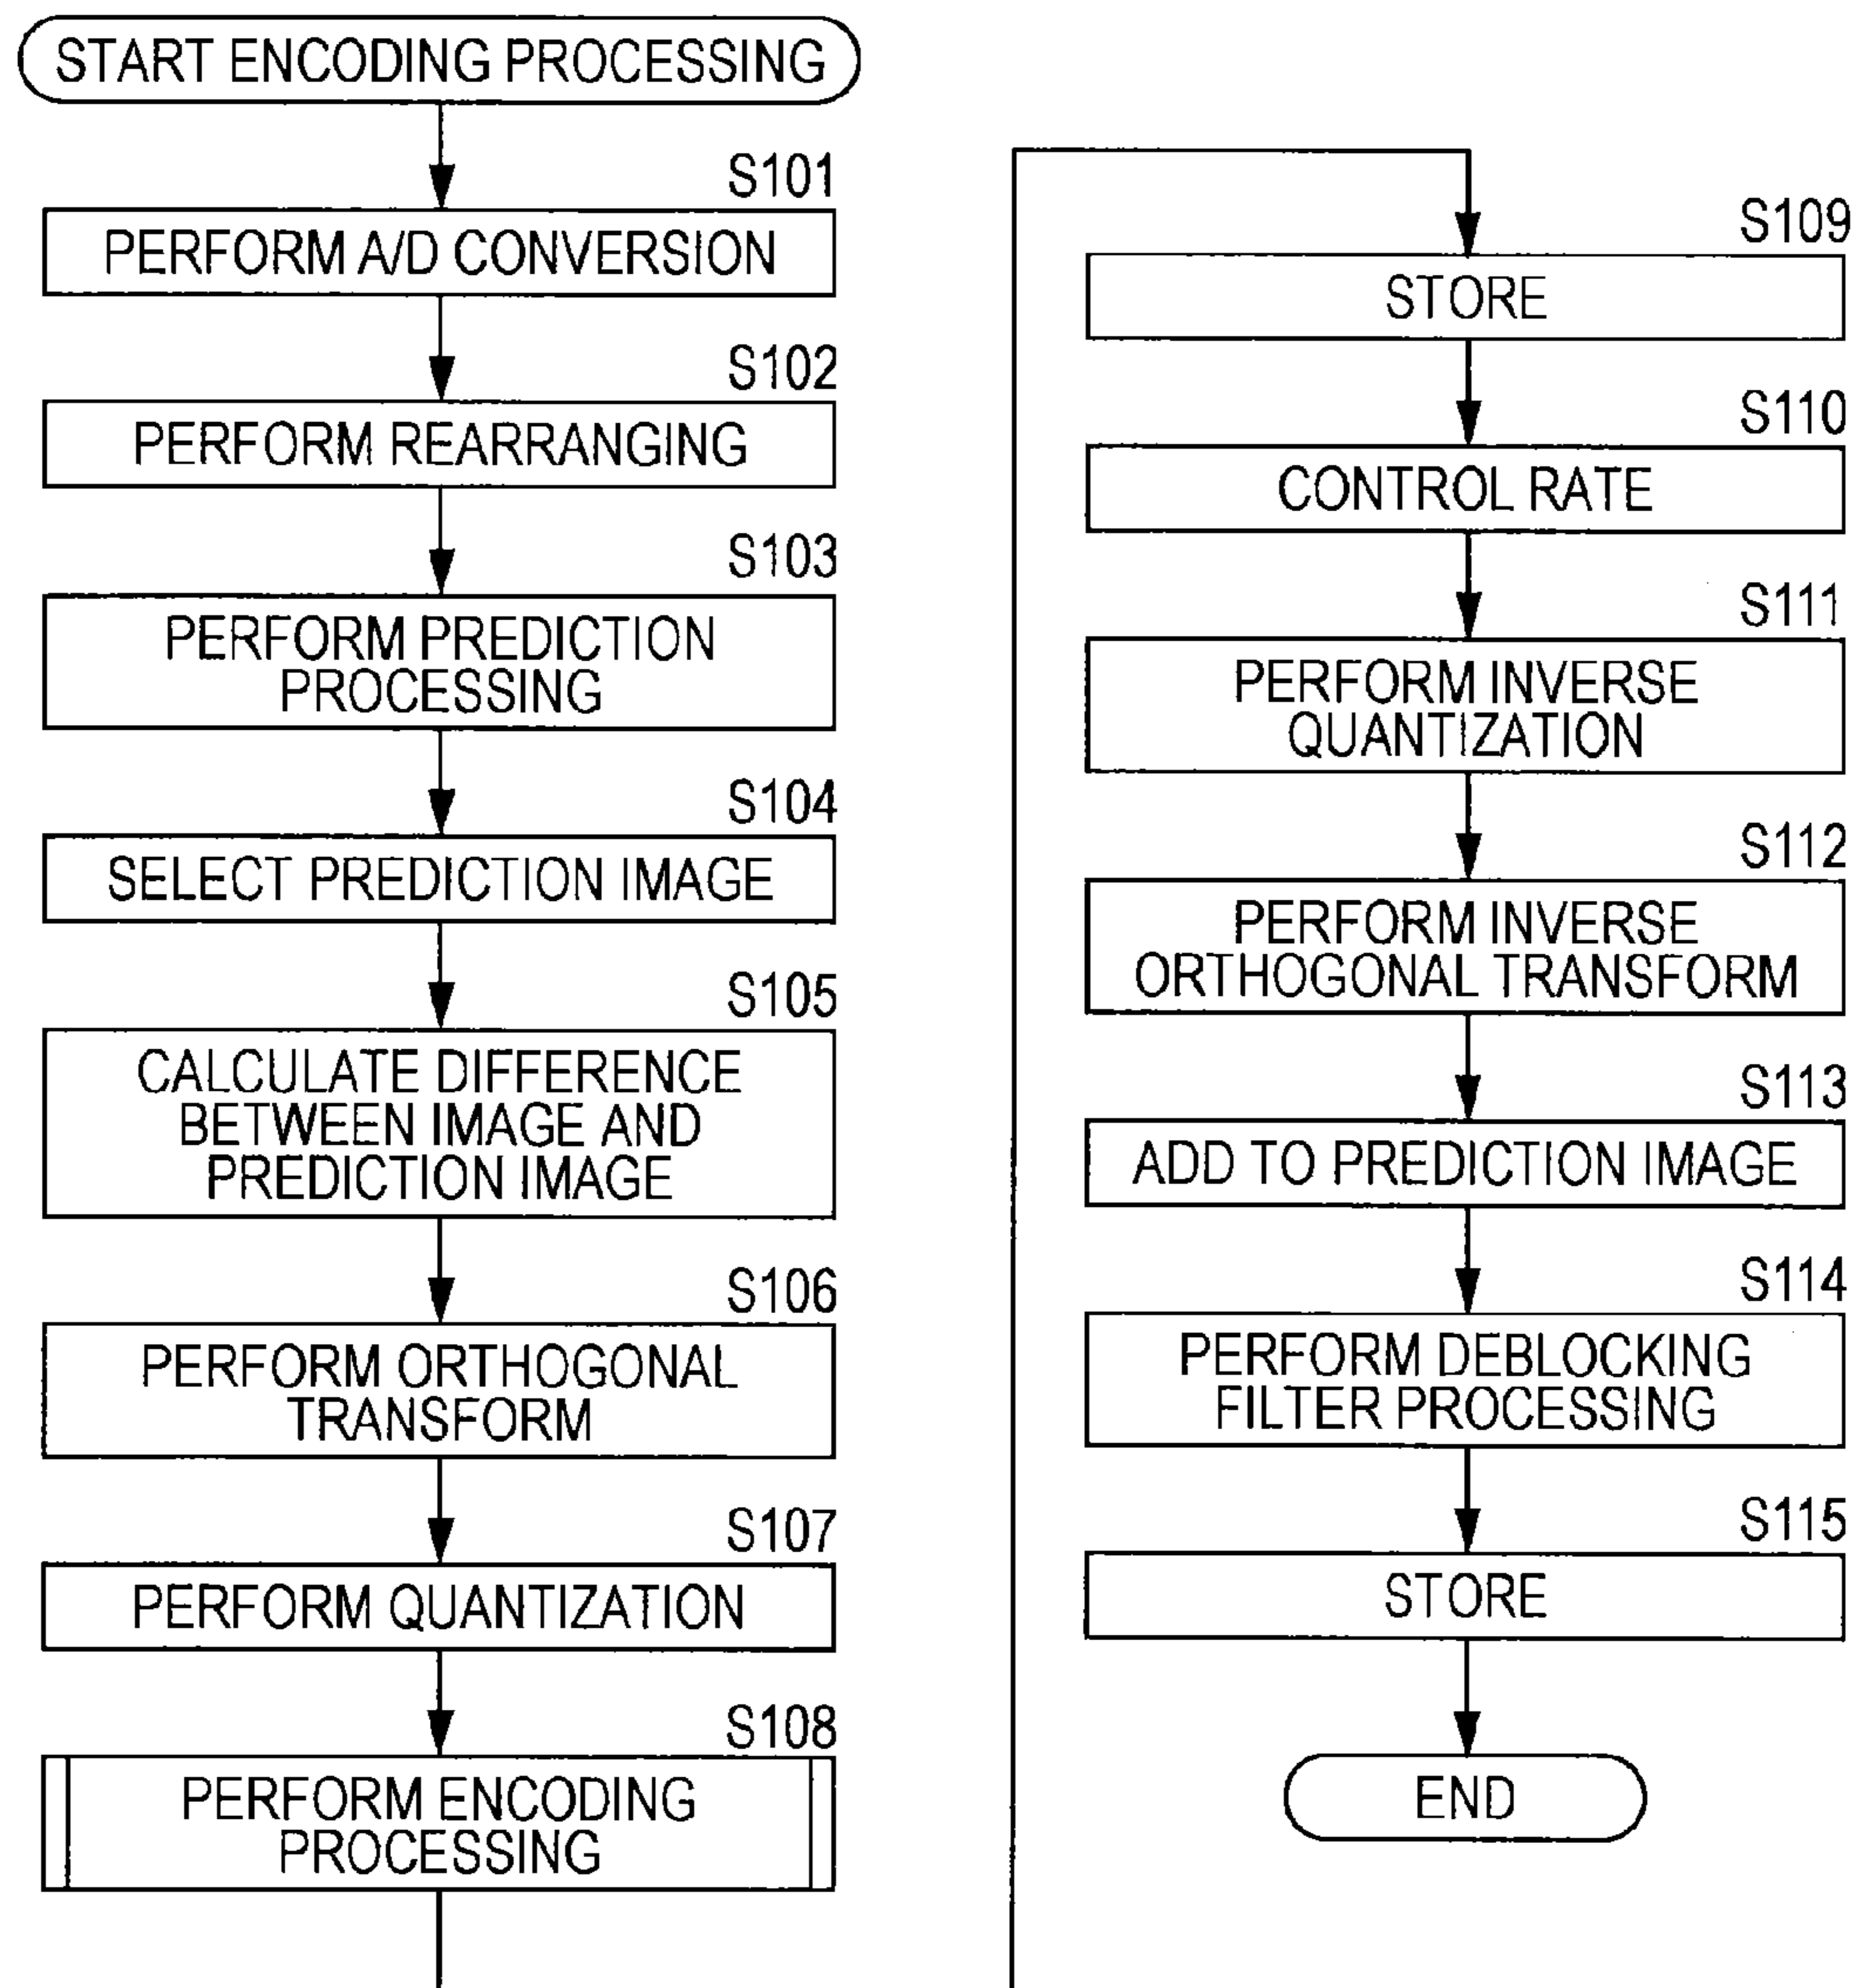 START ENCODING PROCESSING
S101
PERFORM A/D CONVERSION
S102
PERFORM REARRANGING
S103
PERFORM PREDICTION
PROCESSING
S104
SELECT PREDICTION IMAGE
S105
CALCULATE DIFFERENCE
BETWEEN IMAGE AND
PREDICTION IMAGE
S106
PERFORM ORTHOGONAL
TRANSFORM
S107
PERFORM QUANTIZATION
S108
PERFORM ENCODING
PROCESSING
S109
STORE
S110
CONTROL RATE
S111
PERFORM INVERSE
QUANTIZATION
S112
PERFORM INVERSE
ORTHOGONAL TRANSFORM
S113
ADD TO PREDICTION IMAGE
S114
PERFORM DEBLOCKING
FILTER PROCESSING
S115
STORE
END